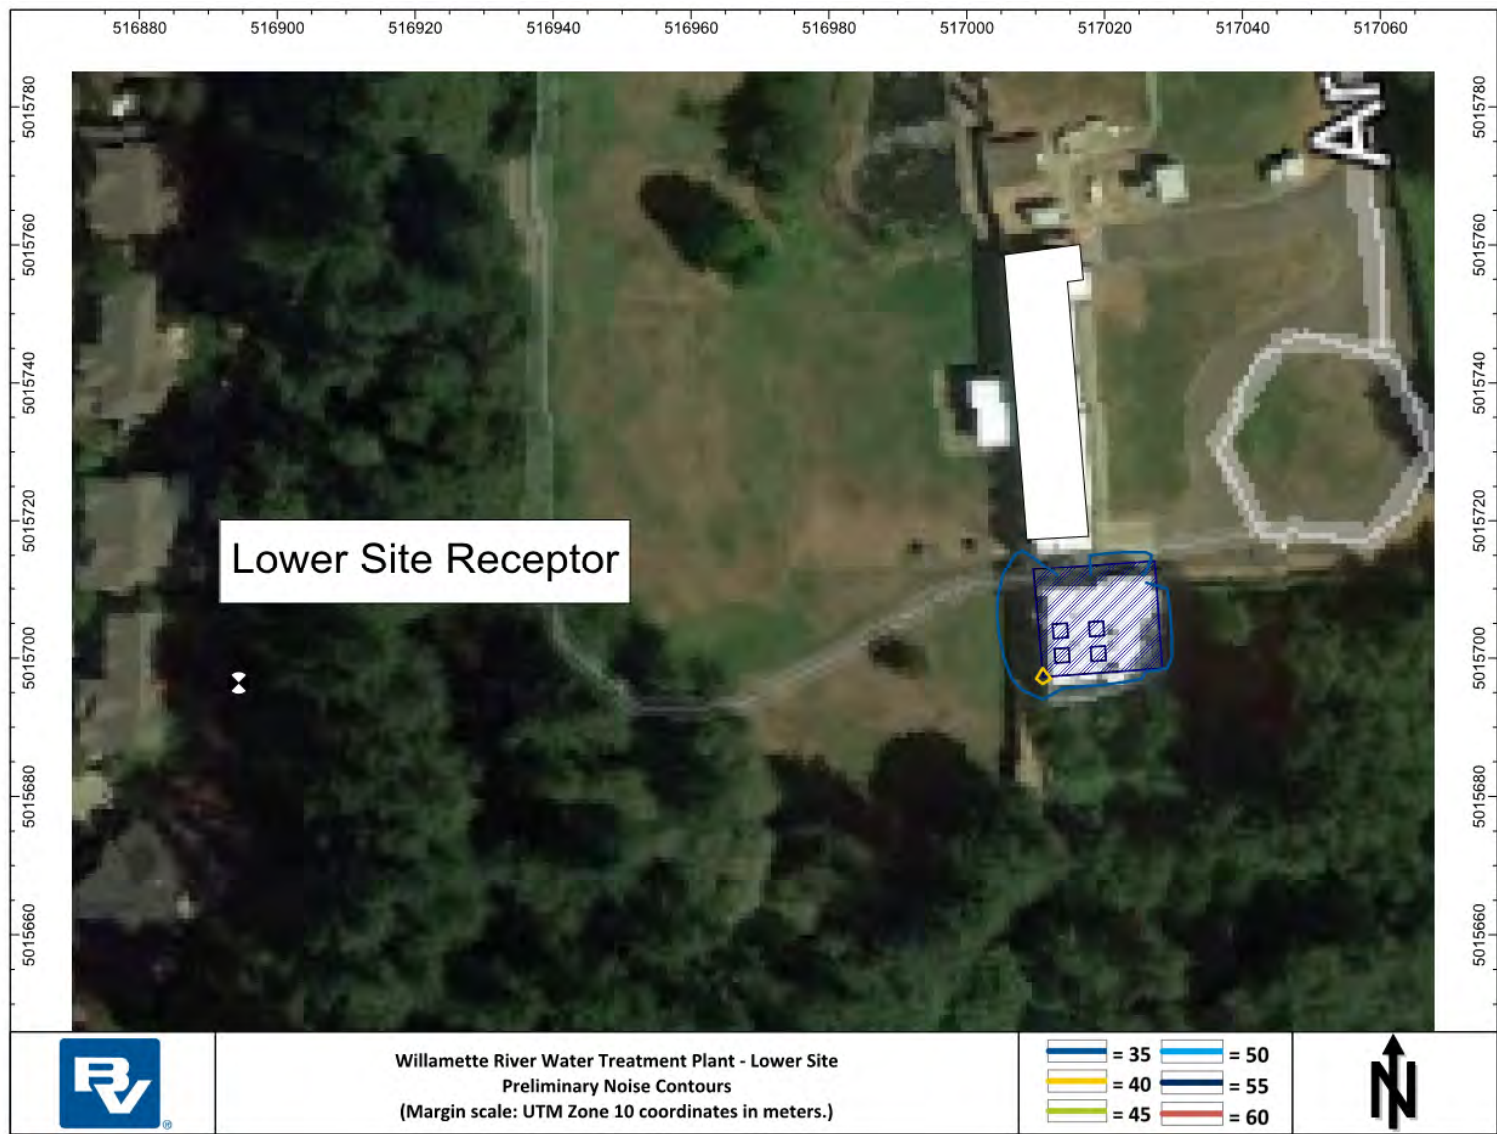 516880 516900 516920 516940 516960 516980 517000 517020 517040 517060
5015780 5015780
5015760 5015760
5015740 5015740
5015720 5015720
5015700 5015700
5015680 5015680
5015660 5015660
Lower Site Receptor
BV ®
Willamette River Water Treatment Plant - Lower Site
Preliminary Noise Contours
(Margin scale: UTM Zone 10 coordinates in meters.)
= 35 = 50
= 40 = 55
= 45 = 60
N